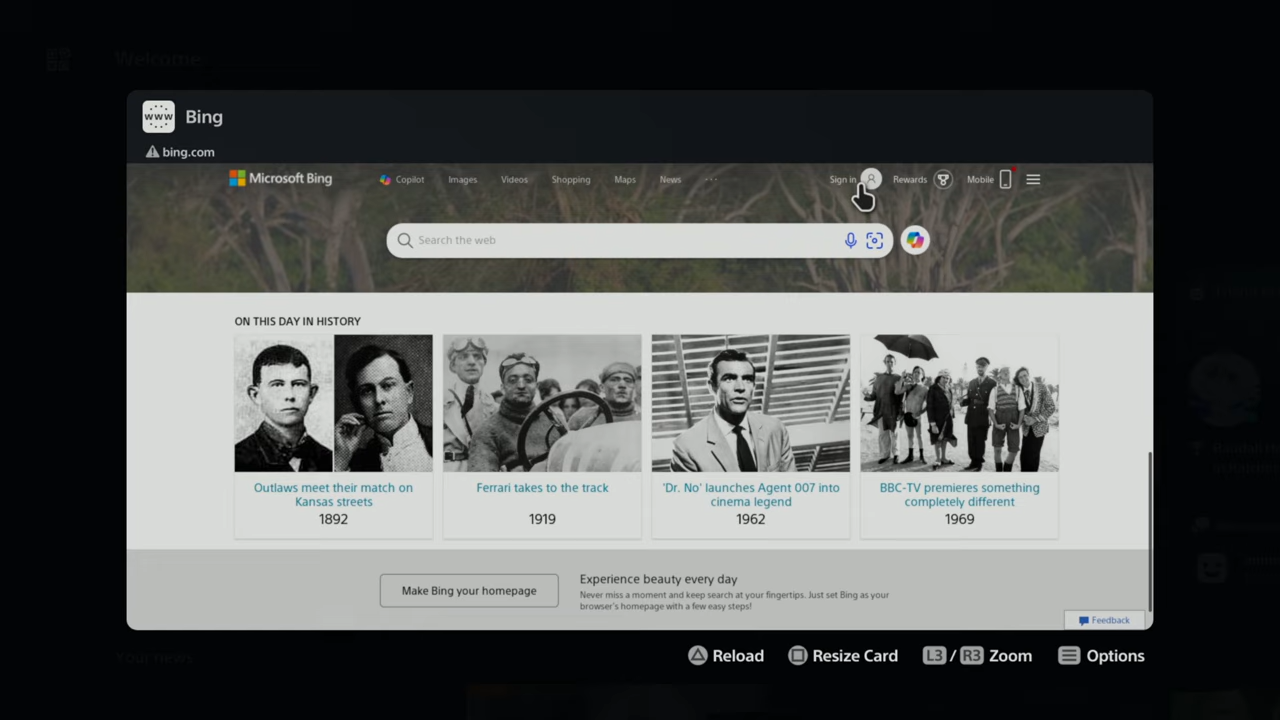 Welcome
www
Bing
bing.com
Microsoft Bing
Copilot
Images
Videos
Shopping
Maps
News
...
Sign in
Rewards
Mobile
Search the web
ON THIS DAY IN HISTORY
Outlaws meet their match on
Kansas streets
1892
Ferrari takes to the track
1919
'Dr. No' launches Agent 007 into
cinema legend
1962
BBC-TV premieres something
completely different
1969
Make Bing your homepage
Experience beauty every day
Never miss a moment and keep search at your fingertips. Just set Bing as your
browser's homepage with a few easy steps!
Feedback
Your news
Reload
Resize Card
L3 / R3 Zoom
Options